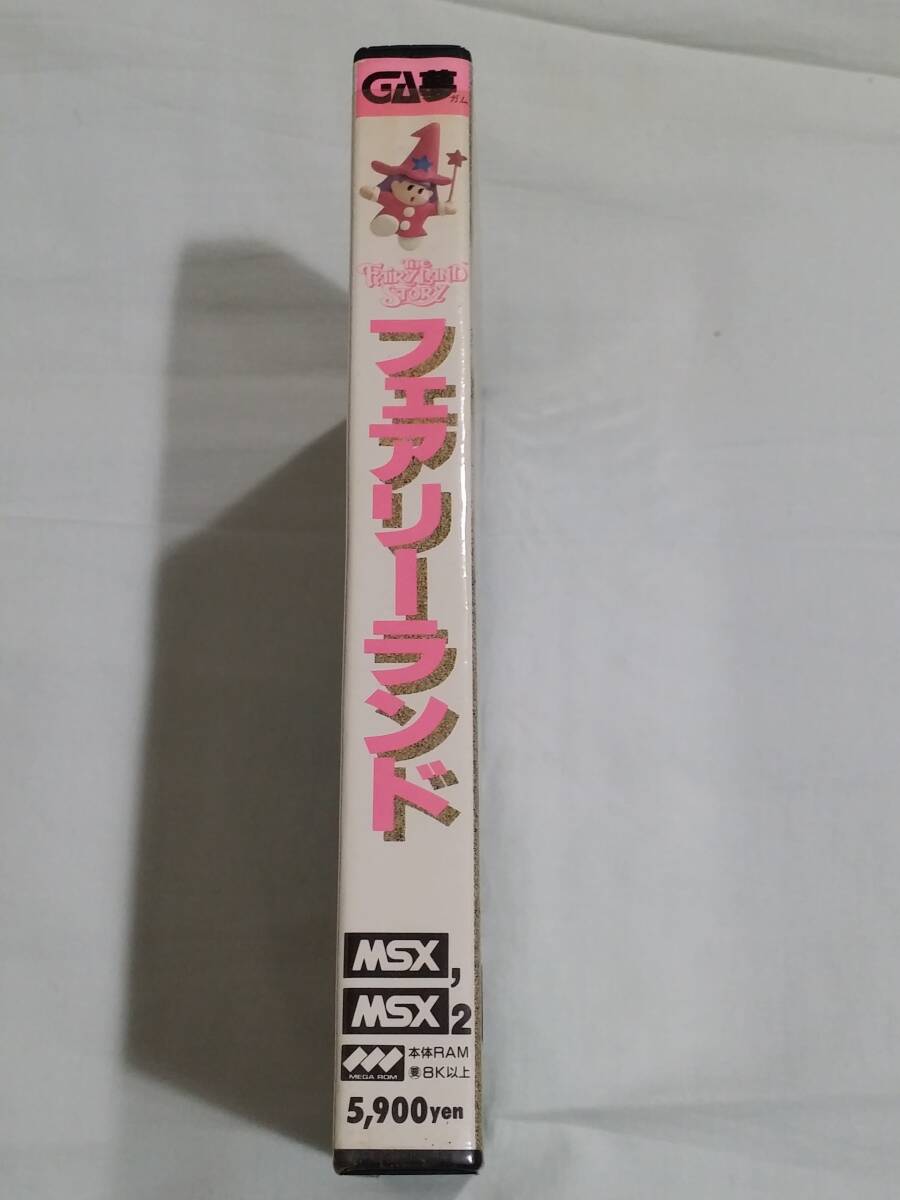 GA夢
ガム
THE
FAIRYLAND
STORY
フェアリーランド
MSX,
MSX2
MEGA ROM
本体RAM
要8K以上
5,900yen